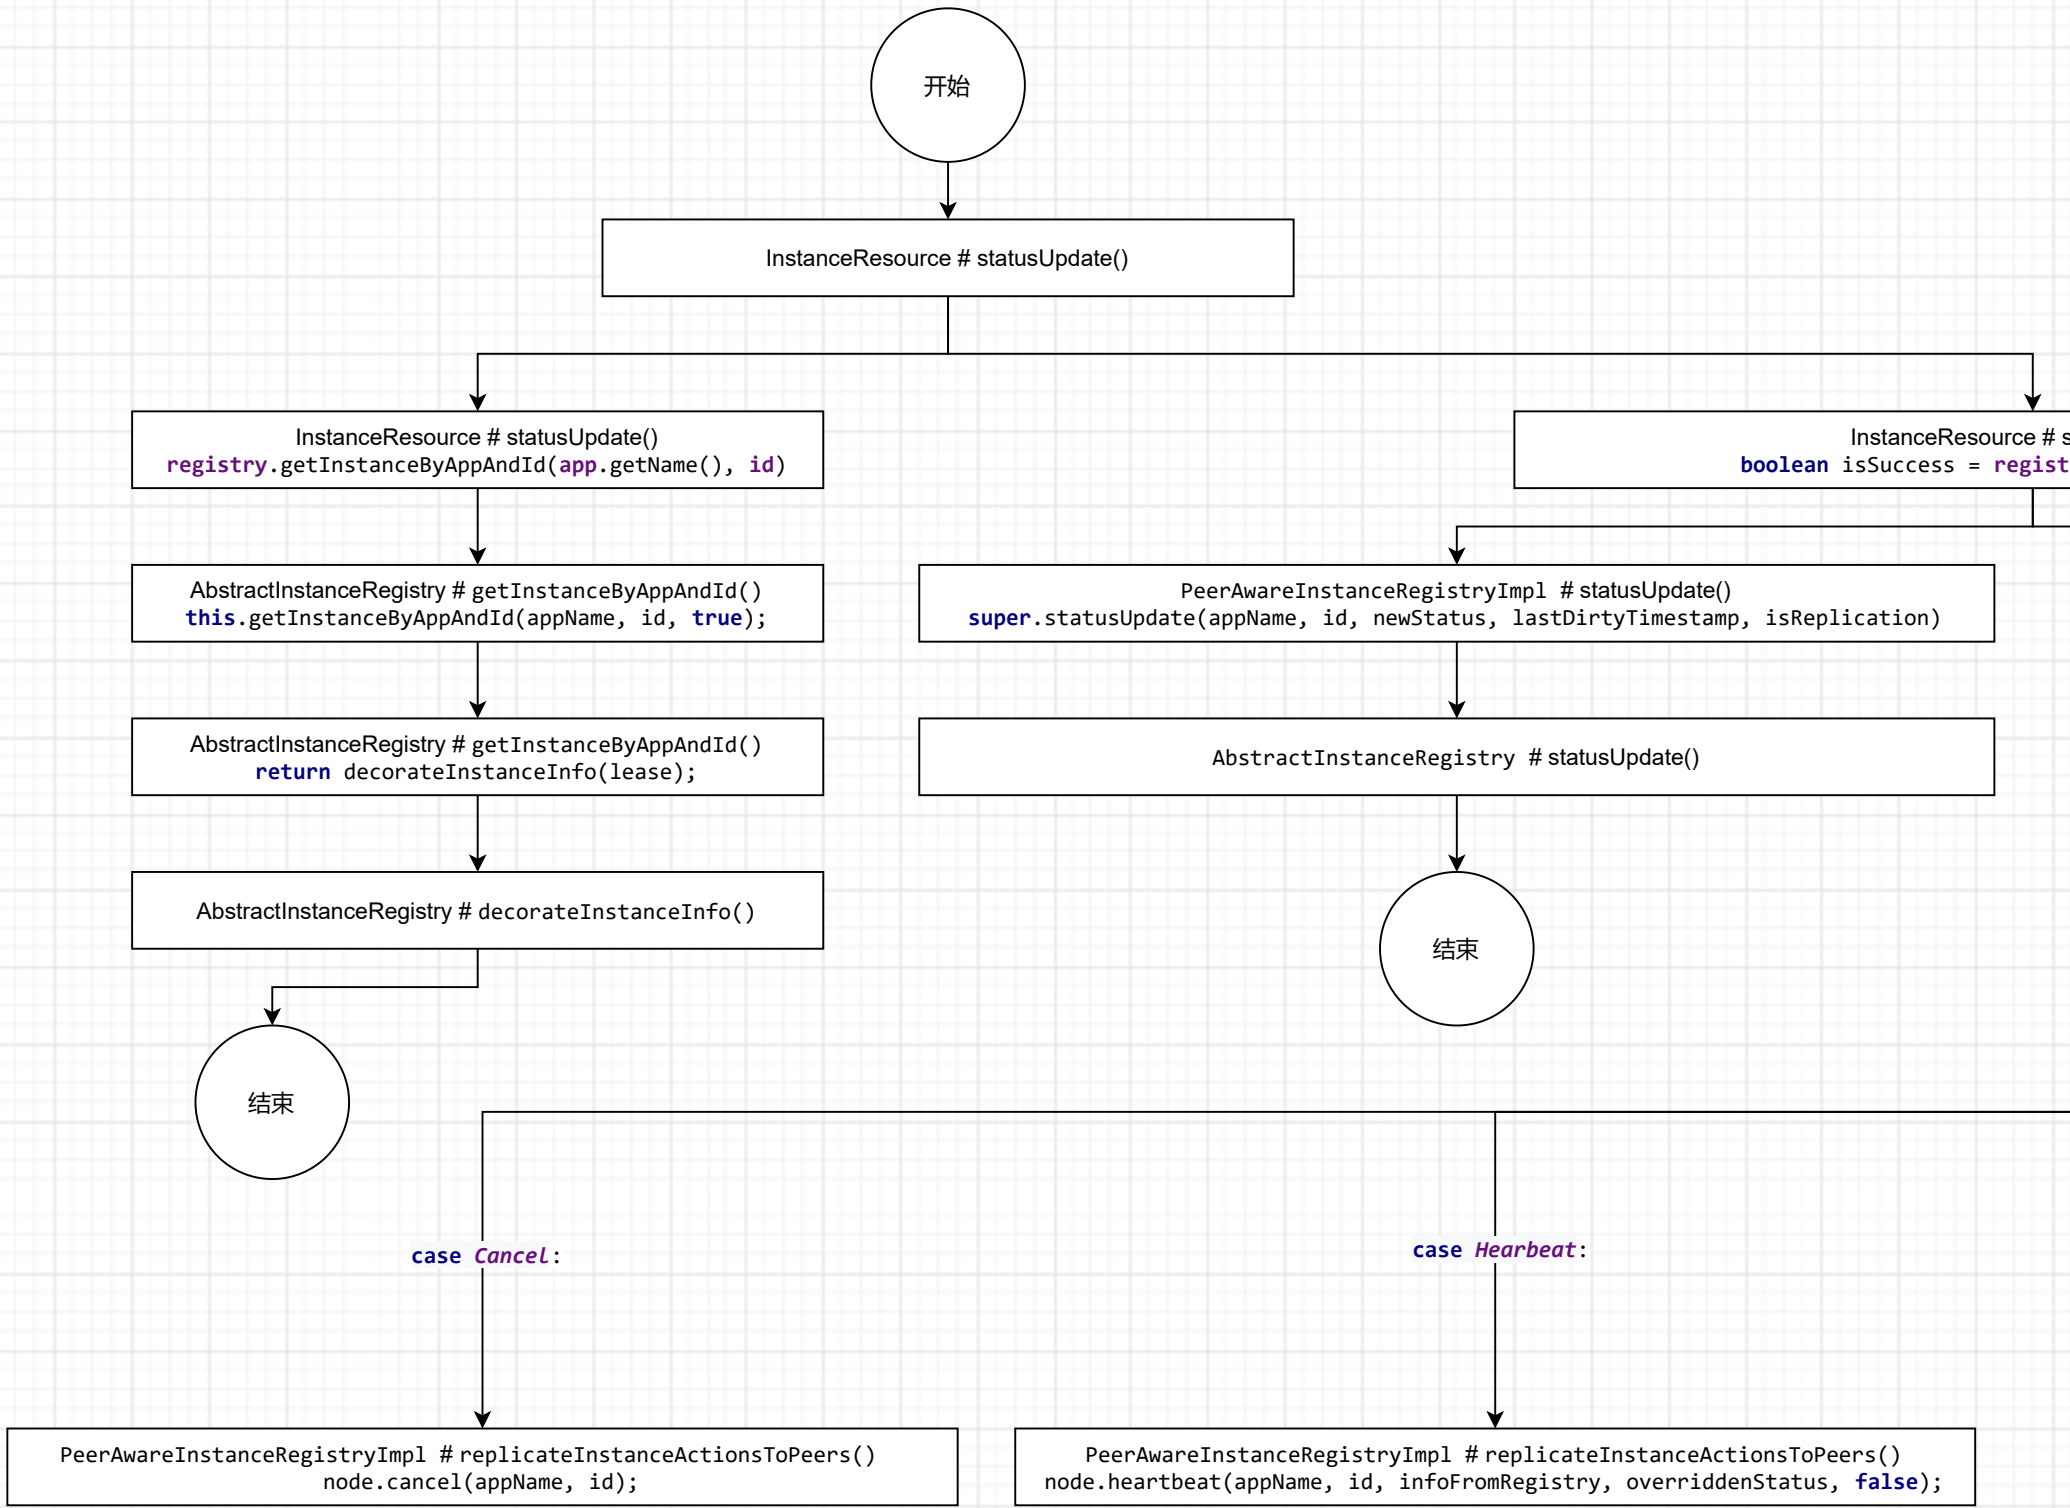 开始
InstanceResource # statusUpdate()
InstanceResource # statusUpdate()
registry.getInstanceByAppAndId(app.getName(), id)
InstanceResource # s
boolean isSuccess = regist
AbstractInstanceRegistry # getInstanceByAppAndId()
this.getInstanceByAppAndId(appName, id, true);
PeerAwareInstanceRegistryImpl # statusUpdate()
super.statusUpdate(appName, id, newStatus, lastDirtyTimestamp, isReplication)
AbstractInstanceRegistry # getInstanceByAppAndId()
return decorateInstanceInfo(lease);
AbstractInstanceRegistry # statusUpdate()
AbstractInstanceRegistry # decorateInstanceInfo()
结束
结束
case Cancel:
case Hearbeat:
PeerAwareInstanceRegistryImpl # replicateInstanceActionsToPeers()
node.cancel(appName, id);
PeerAwareInstanceRegistryImpl # replicateInstanceActionsToPeers()
node.heartbeat(appName, id, infoFromRegistry, overriddenStatus, false);